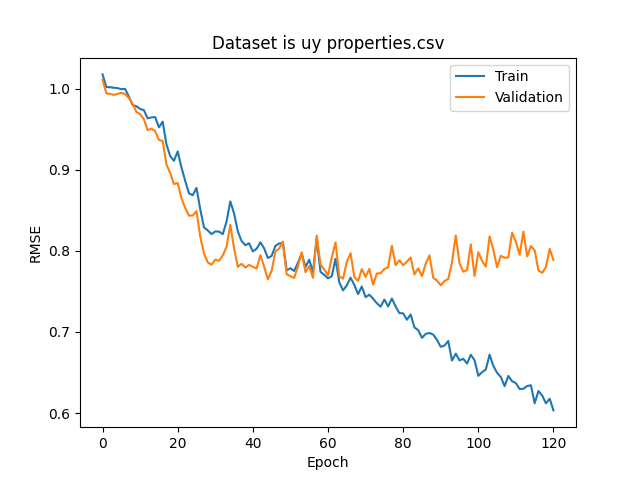 Dataset is uy properties.csv
Train
Validation
1.0
0.9
0.8
0.7
0.6
RMSE
0 20 40 60 80 100 120
Epoch